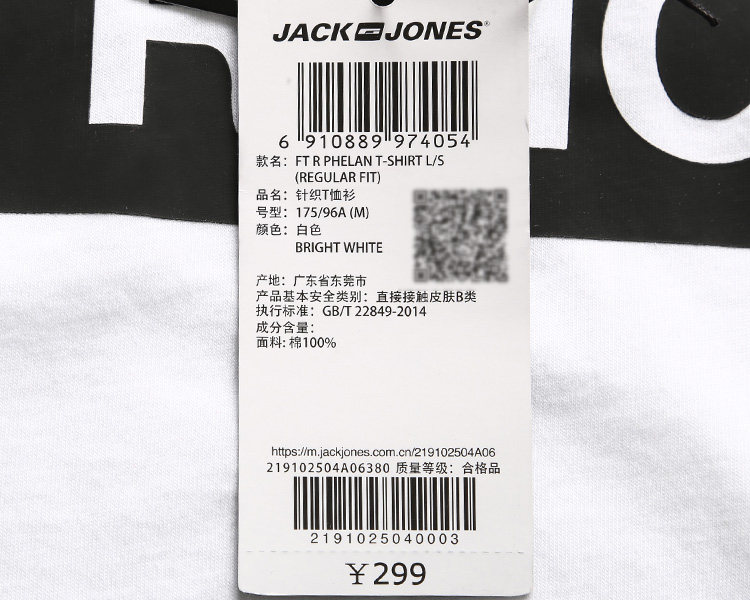 JACK JONES®
6 910889 974054
款名: FT R PHELAN T-SHIRT L/S
(REGULAR FIT)
品名: 针织T恤衫
号型: 175/96A (M)
颜色: 白色
BRIGHT WHITE
产地: 广东省东莞市
产品基本安全类别: 直接接触皮肤B类
执行标准: GB/T 22849-2014
成分含量:
面料: 棉100%
https://m.jackjones.com.cn/219102504A06
219102504A06380 质量等级: 合格品
2191025040003
￥299